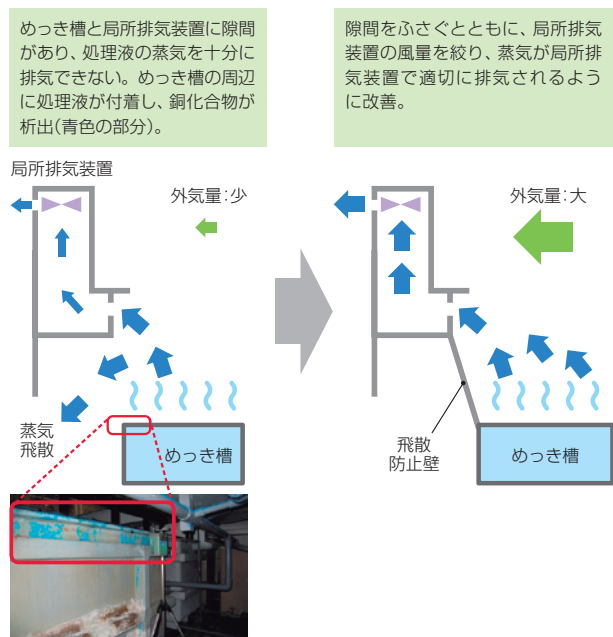 めっき槽と局所排気装置に隙間
があり、処理液の蒸気を十分に
排気できない。めっき槽の周辺
に処理液が付着し、銅化合物が
析出(青色の部分)。
隙間をふさぐとともに、局所排気
装置の風量を絞り、蒸気が局所排
気装置で適切に排気されるよう
に改善。
局所排気装置
外気量:少
蒸気
飛散
めっき槽
外気量:大
飛散
防止壁
めっき槽